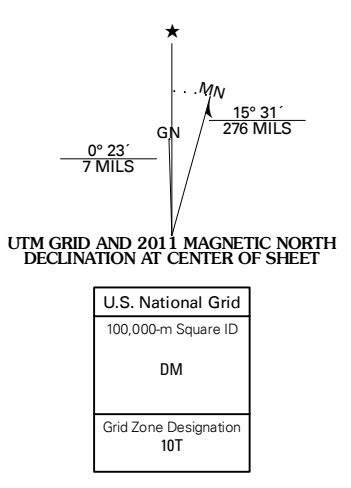 ★
MN
GN
15° 31´
276 MILS
0° 23´
7 MILS
UTM GRID AND 2011 MAGNETIC NORTH
DECLINATION AT CENTER OF SHEET
U.S. National Grid
100,000-m Square ID
DM
Grid Zone Designation
10T